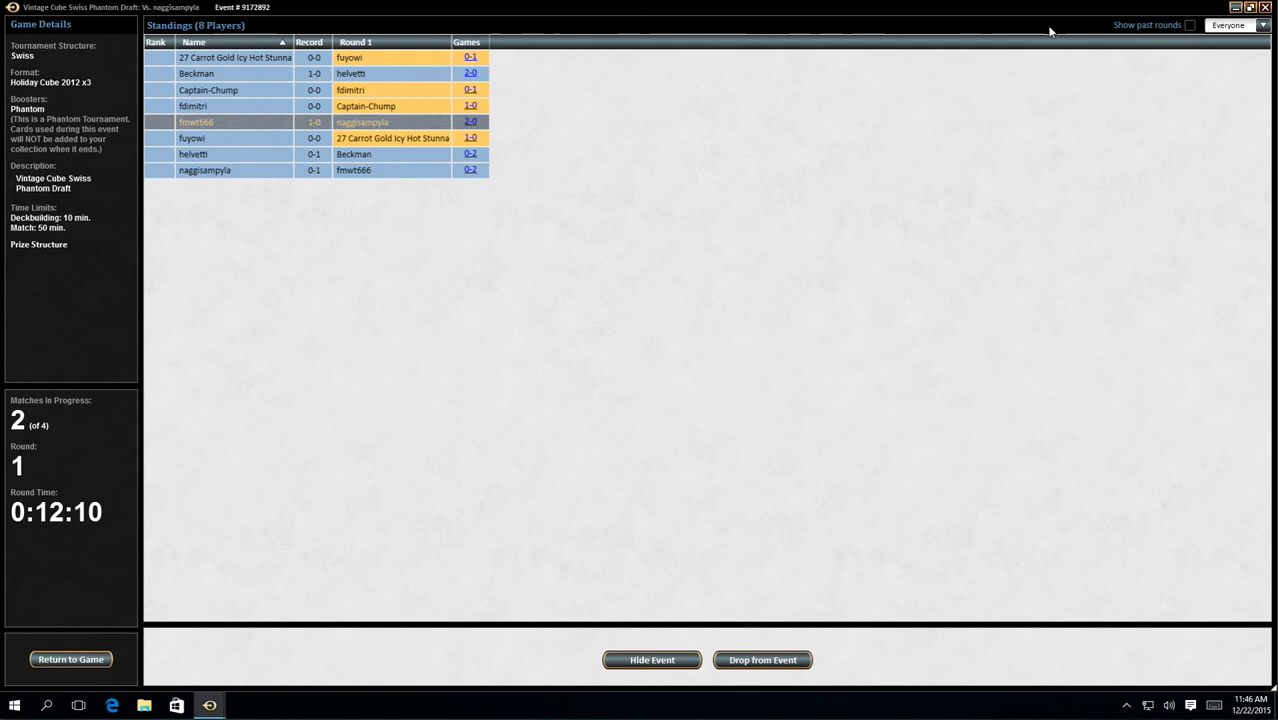 Vintage Cube Swiss Phantom Draft: Vs. naggisampyla Event # 9172892
Game Details
Tournament Structure:
Swiss
Format:
Holiday Cube 2012 x3
Boosters:
Phantom
(This is a Phantom Tournament.
Cards used during this event
will NOT be added to your
collection when it ends.)
Description:
Vintage Cube Swiss
Phantom Draft
Time Limits:
Deckbuilding: 10 min.
Match: 50 min.
Prize Structure
Matches In Progress:
2 (of 4)
Round:
1
Round Time:
0:12:10
Return to Game
Standings (8 Players) Show past rounds Everyone
Rank Name Record Round 1 Games
27 Carrot Gold Icy Hot Stunna 0-0 fuyowi 0-1
Beckman 1-0 helvetti 2-0
Captain-Chump 0-0 fdimitri 0-1
fdimitri 0-0 Captain-Chump 1-0
fmwt666 1-0 naggisampyla 2-0
fuyowi 0-0 27 Carrot Gold Icy Hot Stunna 1-0
helvetti 0-1 Beckman 0-2
naggisampyla 0-1 fmwt666 0-2
Hide Event Drop from Event
11:46 AM
12/22/2015